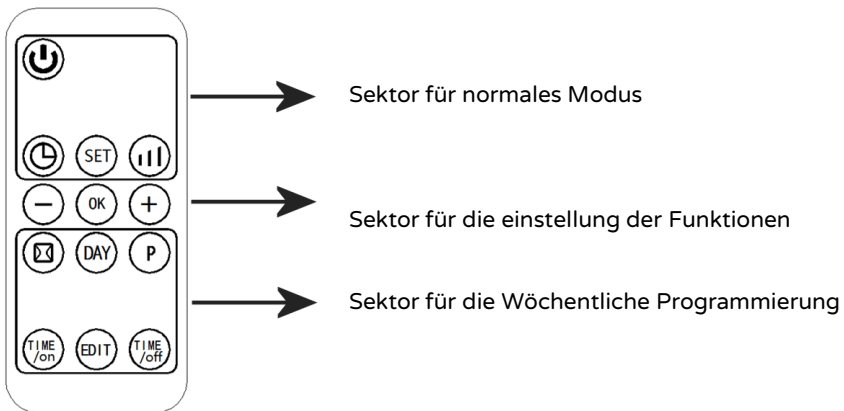 Sektor für normales Modus
SET
OK
Sektor für die einstellung der Funktionen
DAY P
Sektor für die Wöchentliche Programmierung
TIME /on EDIT TIME /off